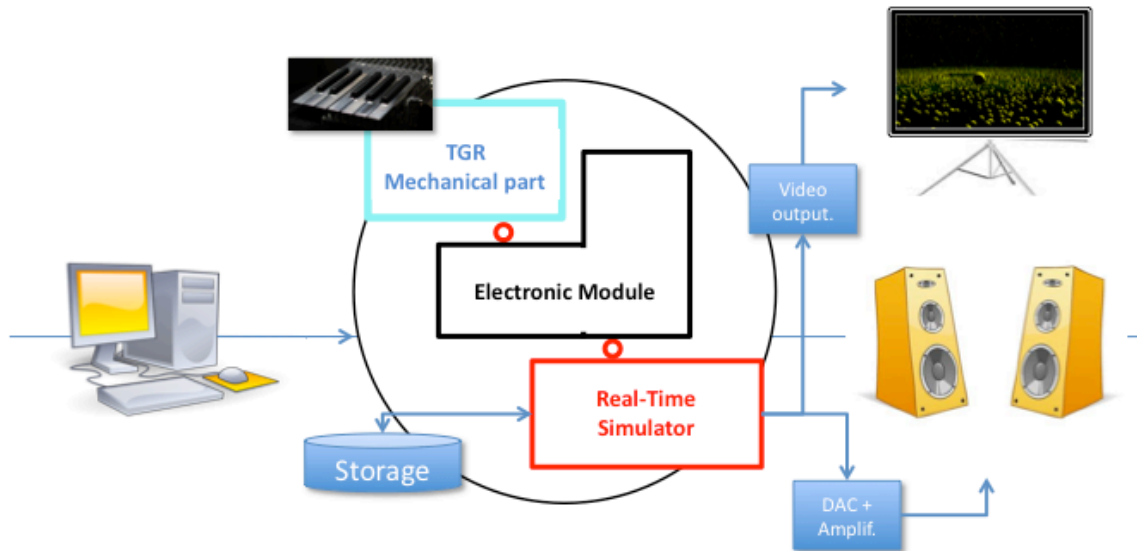 TGR
Mechanical part
Video
output.
Electronic Module
Real-Time
Simulator
Storage
DAC +
Amplif.